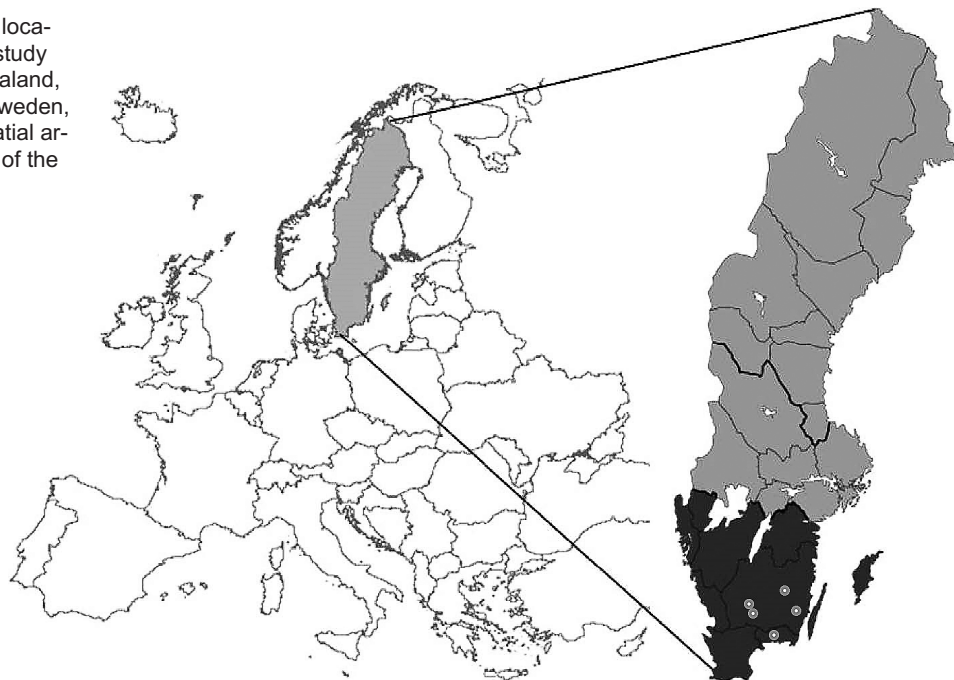 loca-
study
aland,
weden,
atial ar-
of the